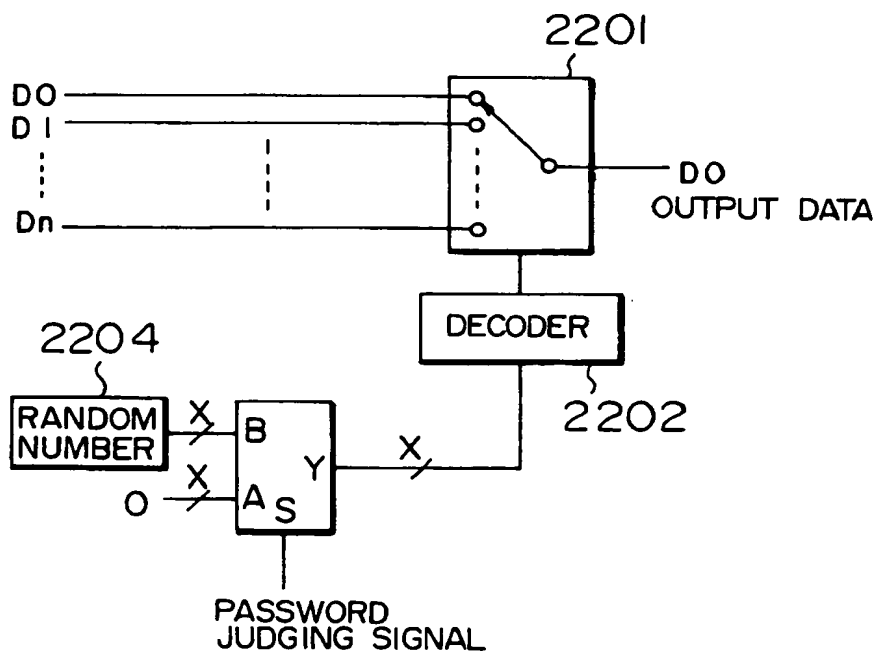 2201
D0
D1
Dn
D0
OUTPUT DATA
DECODER
2204
2202
RANDOM
NUMBER
X
B
X
Y
X
0
A
S
PASSWORD
JUDGING SIGNAL